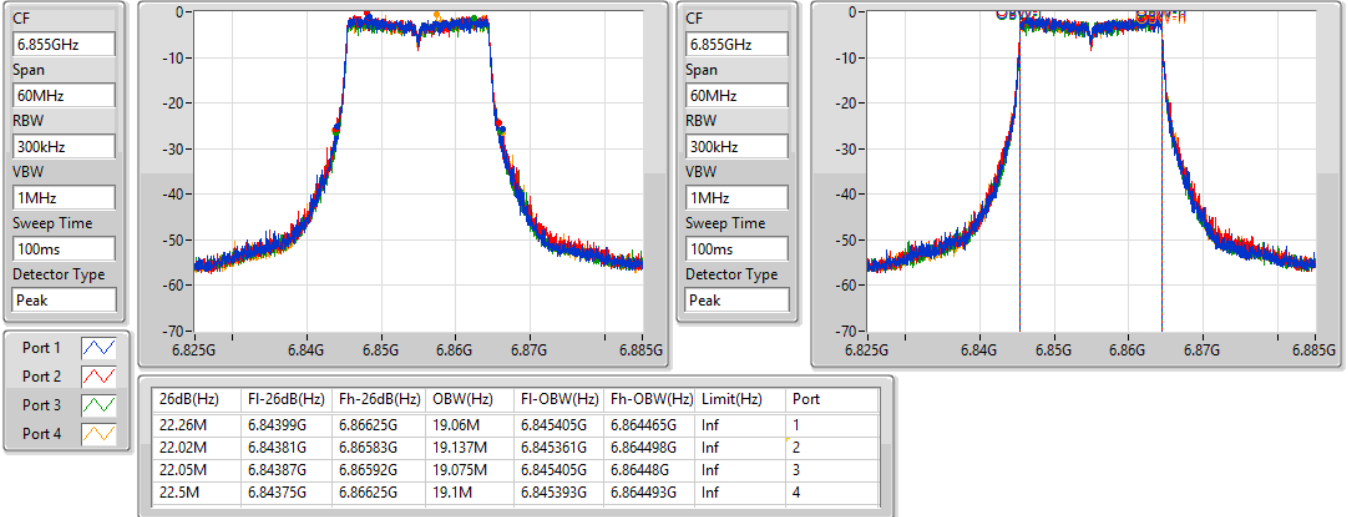 CF
6.855GHz
Span
60MHz
RBW
300kHz
VBW
1MHz
Sweep Time
100ms
Detector Type
Peak
0-
-10-
-20-
-30-
-40-
-50-
-60-
-70-
6.825G 6.84G 6.85G 6.86G 6.87G 6.885G
CF
6.855GHz
Span
60MHz
RBW
300kHz
VBW
1MHz
Sweep Time
100ms
Detector Type
Peak
0-
-10-
-20-
-30-
-40-
-50-
-60-
-70-
6.825G 6.84G 6.85G 6.86G 6.87G 6.885G
Port 1
Port 2
Port 3
Port 4
26dB(Hz) Fl-26dB(Hz) Fh-26dB(Hz) OBW(Hz) Fl-OBW(Hz) Fh-OBW(Hz) Limit(Hz) Port
22.26M 6.84399G 6.86625G 19.06M 6.845405G 6.864465G Inf 1
22.02M 6.84381G 6.86583G 19.137M 6.845361G 6.864498G Inf 2
22.05M 6.84387G 6.86592G 19.075M 6.845405G 6.86448G Inf 3
22.5M 6.84375G 6.86625G 19.1M 6.845393G 6.864493G Inf 4